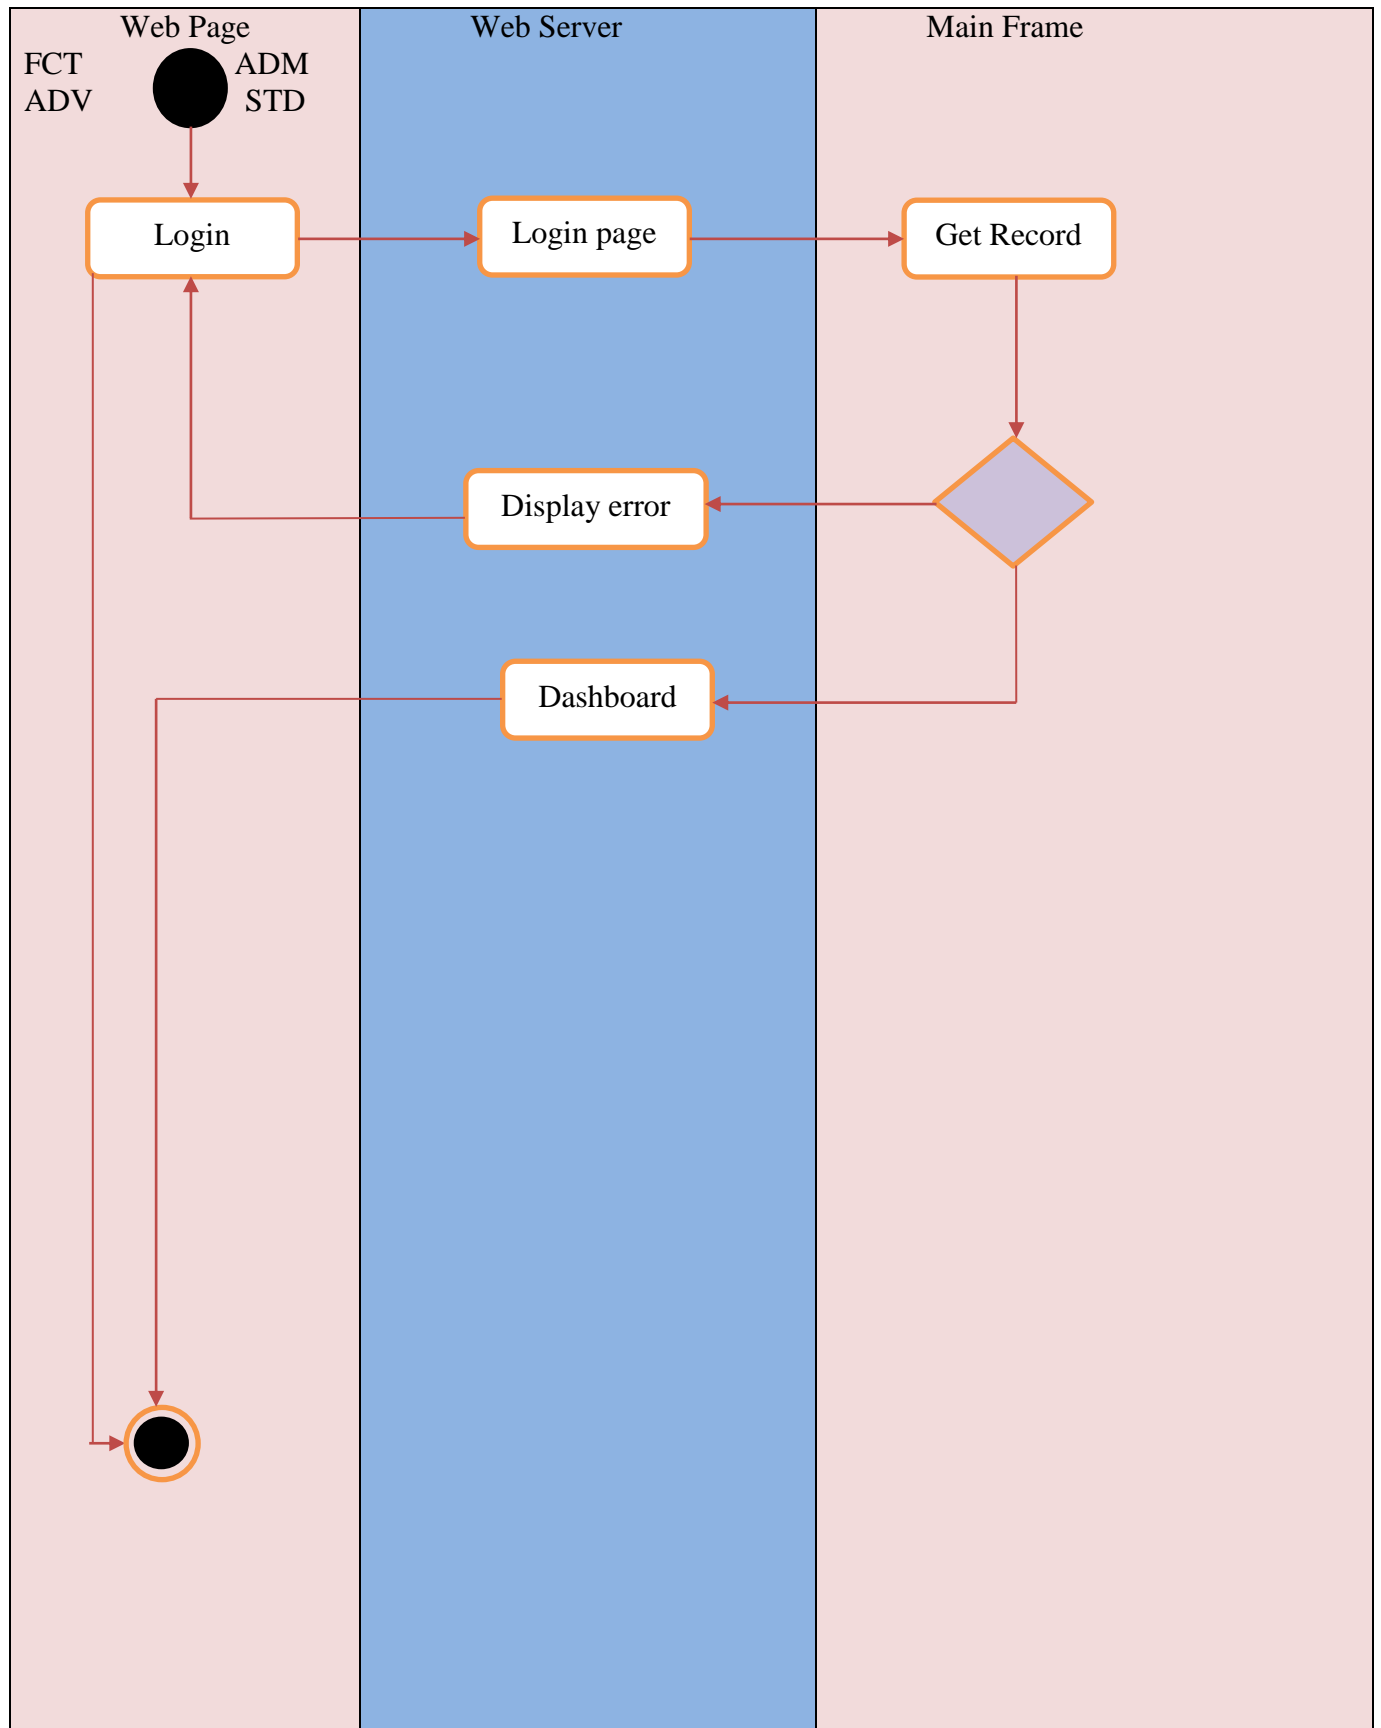 Web Page
Web Server
Main Frame
FCT
ADM
ADV
STD
Login
Login page
Get Record
Display error
Dashboard